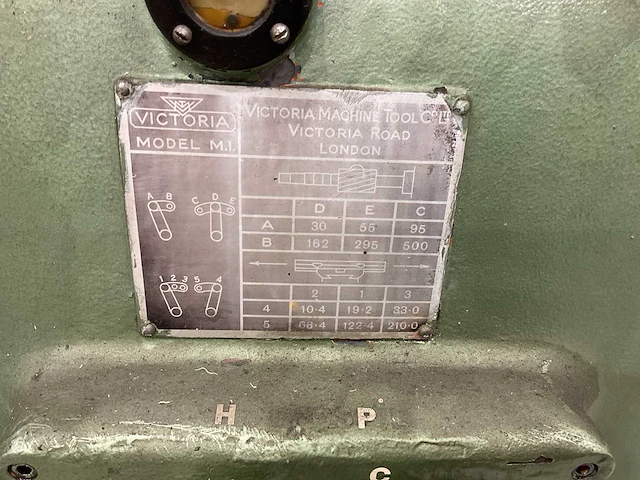 VICTORIA
MODEL M.1.
VICTORIA MACHINE TOOL Co LTD
VICTORIA ROAD
LONDON
A B
C D E
D E C
A 30 55 95
B 162 295 500
1 2 3
5 4
2 1 3
4 10·4 19·2 33·0
5 68·4 122·4 210·0
H P
C